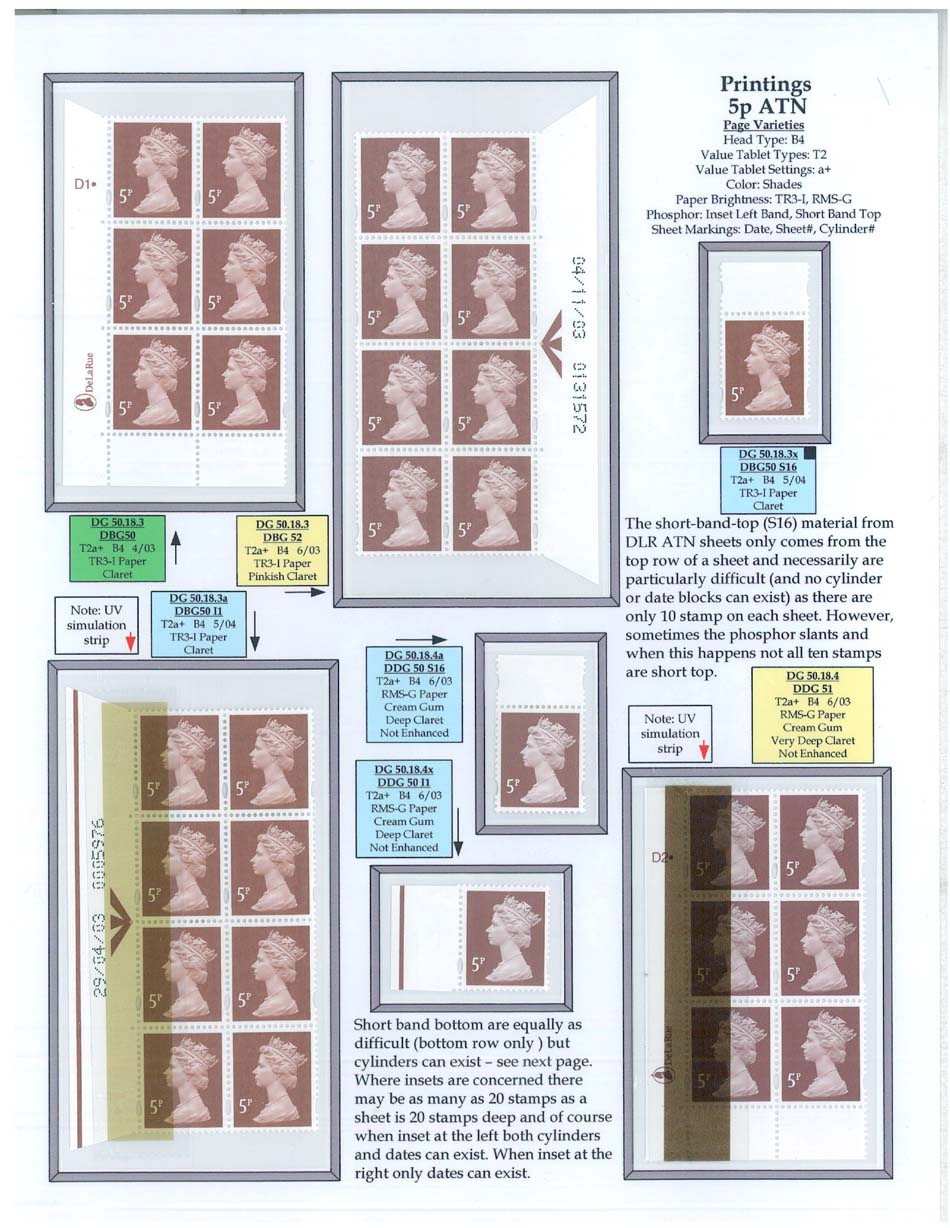 Printings
5p ATN
Page Varieties
Head Type: B4
Value Tablet Types: T2
Value Tablet Settings: a+
Color: Shades
Paper Brightness: TR3-I, RMS-G
Phosphor: Inset Left Band, Short Band Top
Sheet Markings: Date, Sheet#, Cylinder#
D1•
5P
5P
5P
5P
5P
5P
DeLaRue
5P
5P
5P
5P
5P
5P
5P
5P
04/11/03 0131572
5P
DG 50.18.3x
DBG50 S16
T2a+ B4 5/04
TR3-I Paper
Claret
DG 50.18.3
DBG50
T2a+ B4 4/03
TR3-I Paper
Claret
DG 50.18.3
DBG 52
T2a+ B4 6/03
TR3-I Paper
Pinkish Claret
The short-band-top (S16) material from
DLR ATN sheets only comes from the
top row of a sheet and necessarily are
particularly difficult (and no cylinder
or date blocks can exist) as there are
only 10 stamp on each sheet. However,
sometimes the phosphor slants and
when this happens not all ten stamps
are short top.
Note: UV
simulation
strip
DG 50.18.3a
DBG50 I1
T2a+ B4 5/04
TR3-I Paper
Claret
DG 50.18.4a
DDG 50 S16
T2a+ B4 6/03
RMS-G Paper
Cream Gum
Deep Claret
Not Enhanced
5P
Note: UV
simulation
strip
DG 50.18.4
DDG 51
T2a+ B4 6/03
RMS-G Paper
Cream Gum
Very Deep Claret
Not Enhanced
DG 50.18.4x
DDG 50 I1
T2a+ B4 6/03
RMS-G Paper
Cream Gum
Deep Claret
Not Enhanced
5P
5P
5P
5P
5P
5P
5P
5P
5P
29/04/03 0005976
D2•
5P
5P
5P
5P
5P
5P
DeLaRue
Short band bottom are equally as
difficult (bottom row only ) but
cylinders can exist – see next page.
Where insets are concerned there
may be as many as 20 stamps as a
sheet is 20 stamps deep and of course
when inset at the left both cylinders
and dates can exist. When inset at the
right only dates can exist.